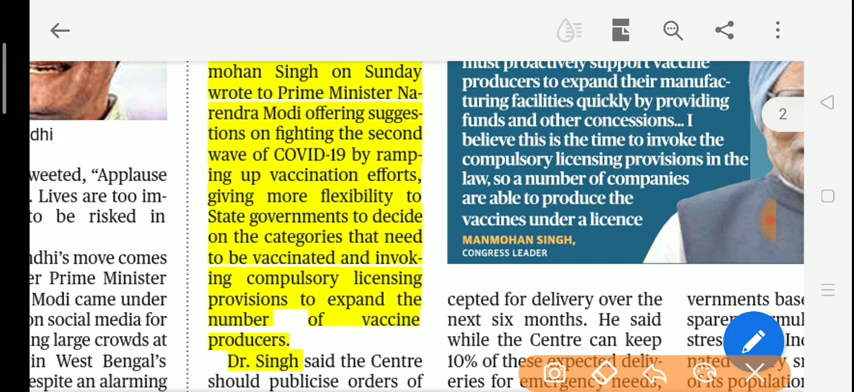 dhi
weeted, "Applause
. Lives are too im-
to be risked in
dhi's move comes
er Prime Minister
Modi came under
on social media for
ng large crowds at
in West Bengal's
espite an alarming
mohan Singh on Sunday
wrote to Prime Minister Na-
rendra Modi offering sugges-
tions on fighting the second
wave of COVID-19 by ramp-
ing up vaccination efforts,
giving more flexibility to
State governments to decide
on the categories that need
to be vaccinated and invok-
ing compulsory licensing
provisions to expand the
number of vaccine
producers.
Dr. Singh said the Centre
should publicise orders of
must proactively support vaccine
producers to expand their manufac-
turing facilities quickly by providing
funds and other concessions... I
believe this is the time to invoke the
compulsory licensing provisions in the
law, so a number of companies
are able to produce the
vaccines under a licence
MANMOHAN SINGH,
CONGRESS LEADER
cepted for delivery over the
next six months. He said
while the Centre can keep
10% of these expected deliv-
eries for emergency needs,
vernments base
spare
stres
nated
of its populatio
2